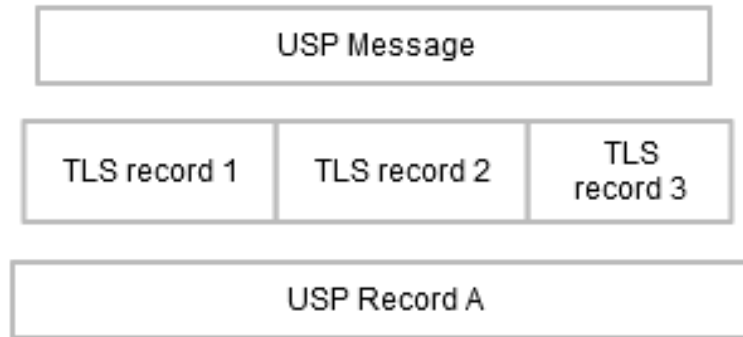 USP Message
TLS record 1
TLS record 2
TLS
record 3
USP Record A